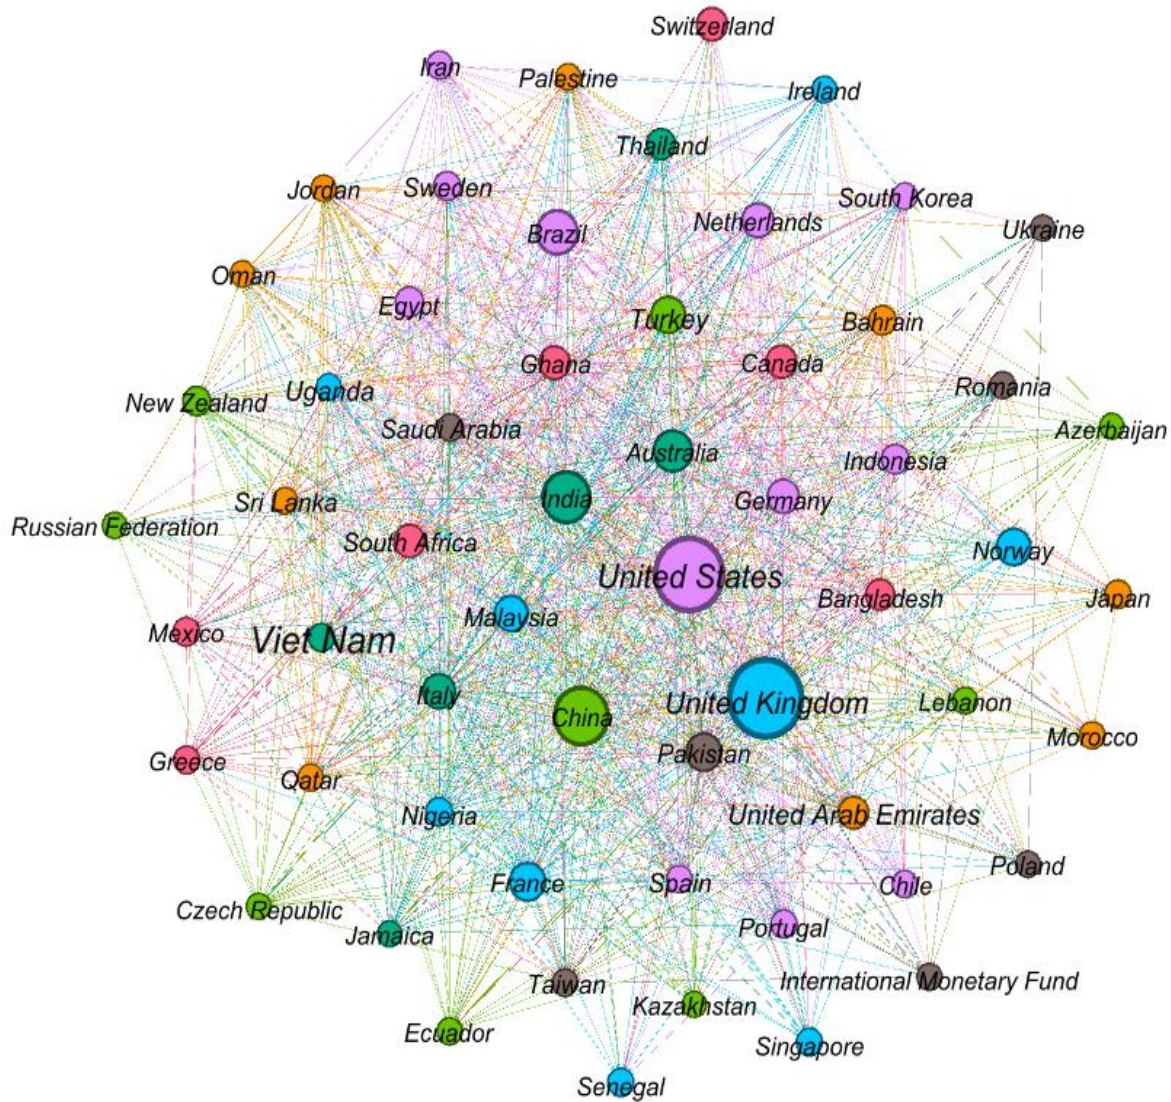 Switzerland
Iran
Palestine
Ireland
Thailand
Jordan
Sweden
South Korea
Brazil
Netherlands
Ukraine
Oman
Egypt
Turkey
Bahrain
Ghana
Canada
Uganda
Romania
New Zealand
Saudi Arabia
Azerbaijan
Australia
Indonesia
India
Germany
Sri Lanka
Russian Federation
South Africa
Norway
United States
Bangladesh
Japan
Malaysia
Mexico
Viet Nam
Italy
United Kingdom
Lebanon
China
Morocco
Pakistan
Greece
Qatar
Nigeria
United Arab Emirates
Poland
France
Spain
Chile
Czech Republic
Portugal
Jamaica
Taiwan
International Monetary Fund
Kazakhstan
Ecuador
Singapore
Senegal